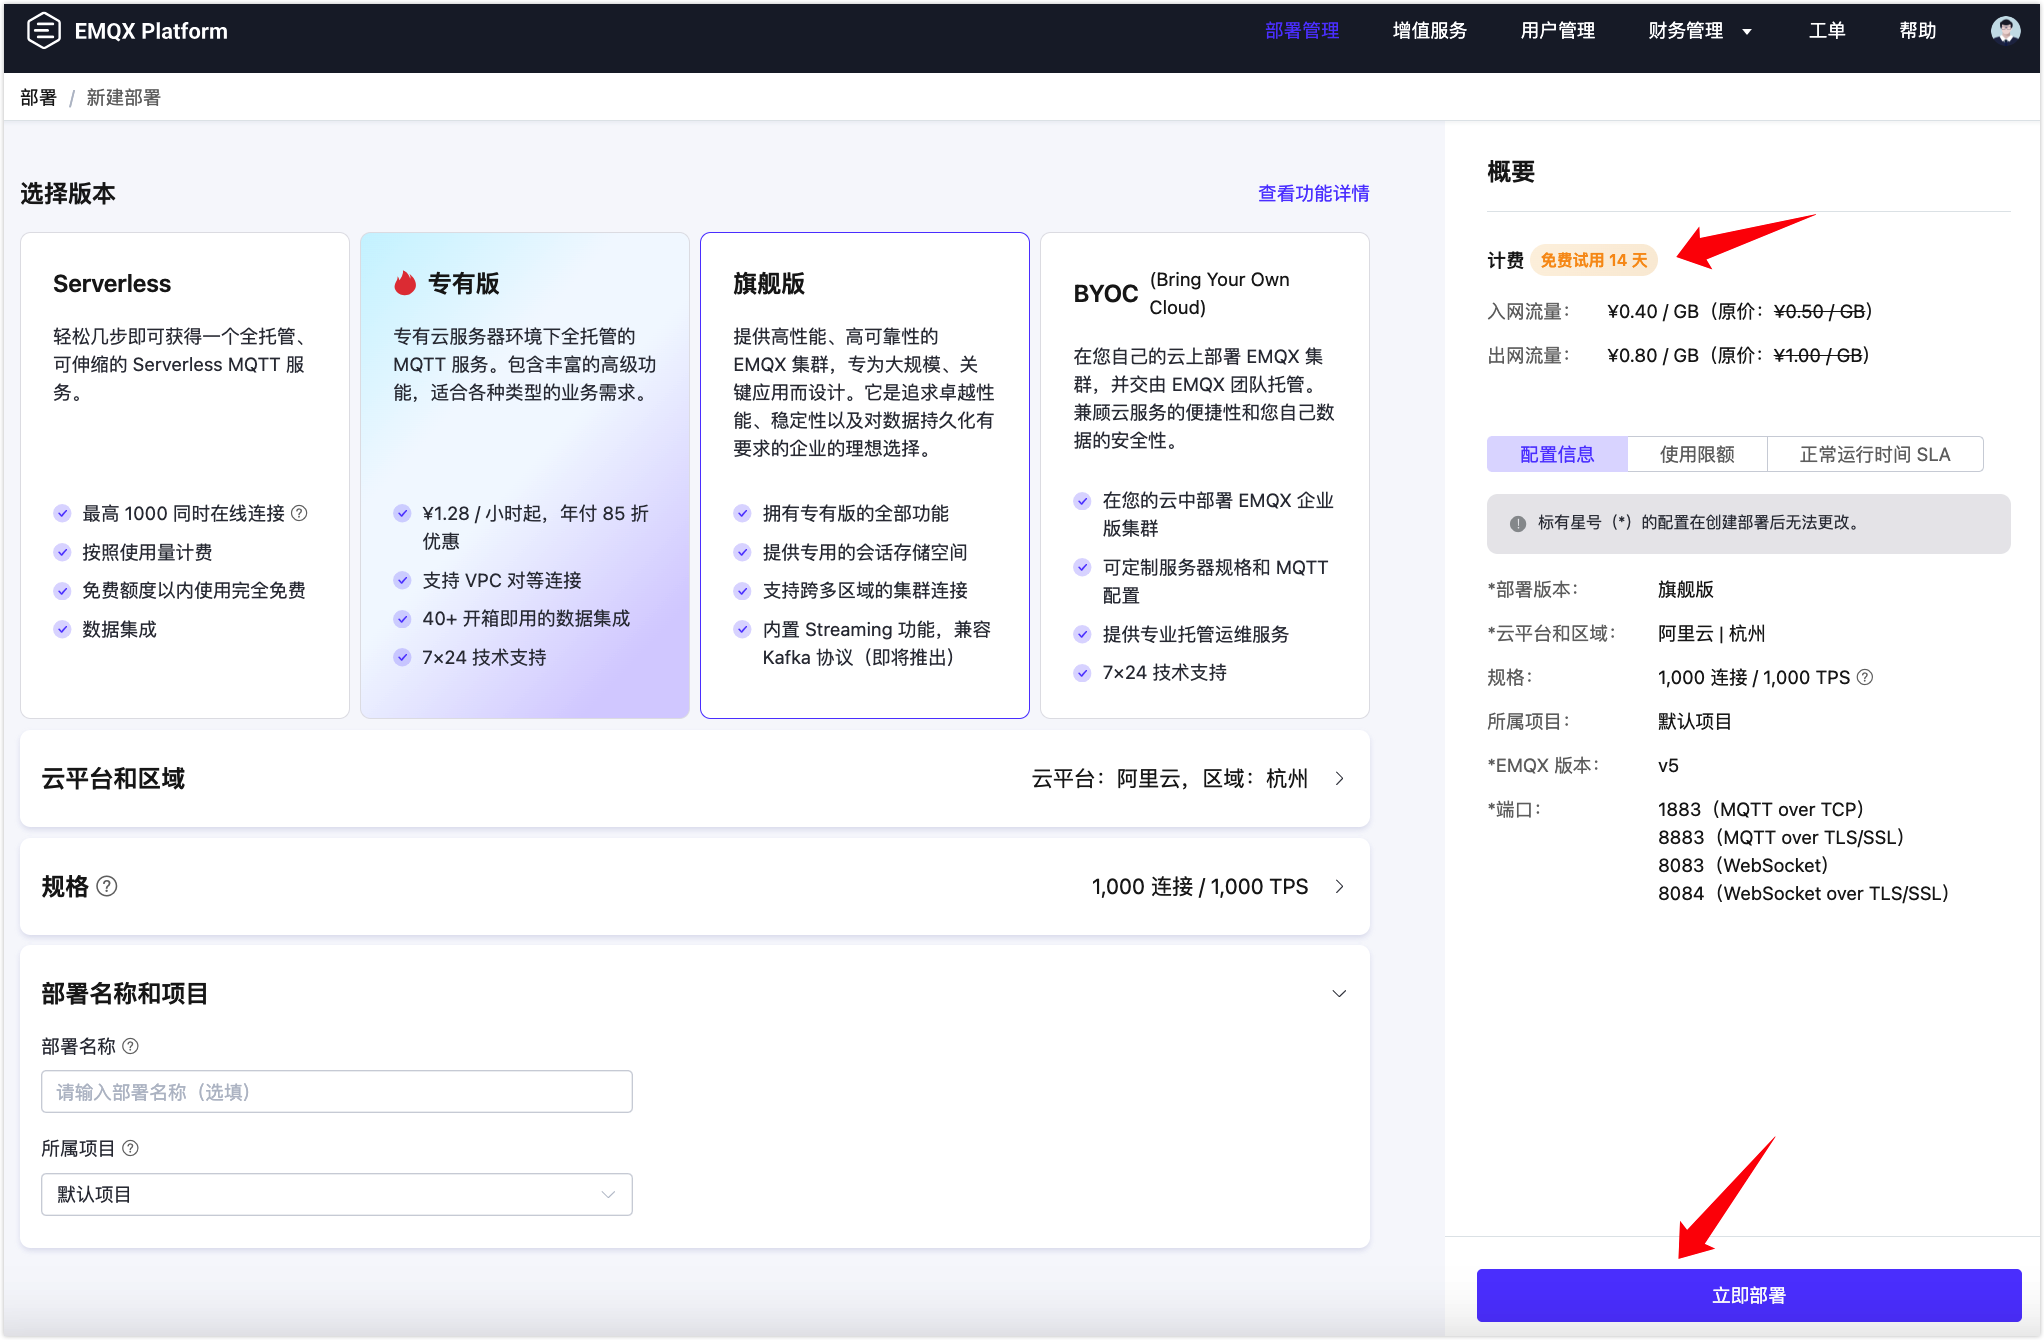 EMQX Platform
部署管理
增值服务
用户管理
财务管理
工单
帮助
部署 / 新建部署
选择版本
查看功能详情
Serverless
轻松几步即可获得一个全托管、
可伸缩的 Serverless MQTT 服
务。
最高 1000 同时在线连接
按照使用量计费
免费额度以内使用完全免费
数据集成
专有版
专有云服务器环境下全托管的
MQTT 服务。包含丰富的高级功
能，适合各种类型的业务需求。
¥1.28 / 小时起，年付 85 折
优惠
支持 VPC 对等连接
40+ 开箱即用的数据集成
7×24 技术支持
旗舰版
提供高性能、高可靠性的
EMQX 集群，专为大规模、关
键应用而设计。它是追求卓越性
能、稳定性以及对数据持久化有
要求的企业的理想选择。
拥有专有版的全部功能
提供专用的会话存储空间
支持跨多区域的集群连接
内置 Streaming 功能，兼容
Kafka 协议（即将推出）
BYOC (Bring Your Own
Cloud)
在您自己的云上部署 EMQX 集
群，并交由 EMQX 团队托管。
兼顾云服务的便捷性和您自己数
据的安全性。
在您的云中部署 EMQX 企业
版集群
可定制服务器规格和 MQTT
配置
提供专业托管运维服务
7×24 技术支持
云平台和区域
云平台：阿里云，区域：杭州
规格
1,000 连接 / 1,000 TPS
部署名称和项目
部署名称
请输入部署名称（选填）
所属项目
默认项目
概要
计费 免费试用 14 天
入网流量： ¥0.40 / GB（原价：¥0.50 / GB）
出网流量： ¥0.80 / GB（原价：¥1.00 / GB）
配置信息
使用限额
正常运行时间 SLA
标有星号（*）的配置在创建部署后无法更改。
*部署版本： 旗舰版
*云平台和区域： 阿里云 | 杭州
规格： 1,000 连接 / 1,000 TPS
所属项目： 默认项目
*EMQX 版本： v5
*端口： 1883（MQTT over TCP）
8883（MQTT over TLS/SSL）
8083（WebSocket）
8084（WebSocket over TLS/SSL）
立即部署